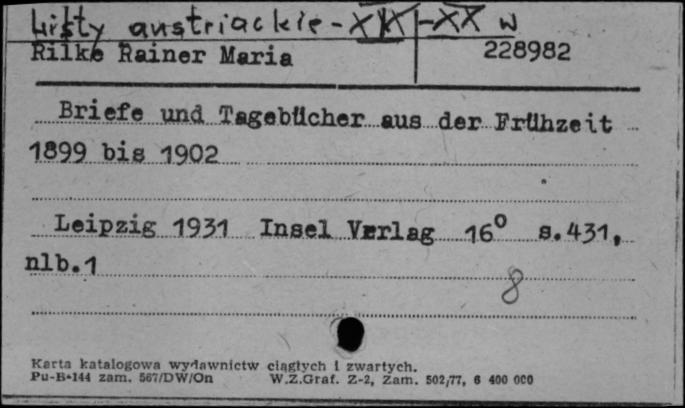 Listy austriackie - XIX - XX w
Rilke Rainer Maria 228982
Briefe und Tagebücher aus der Frühzeit
1899 bis 1902
Leipzig 1931 Insel Verlag 16⁰ s.431,
nlb.1
8
Karta katalogowa wydawnictw ciągłych i zwartych.
Pu-B-144 zam. 567/DW/On W.Z.Graf. Z-2, Zam. 502/77, 6 400 000